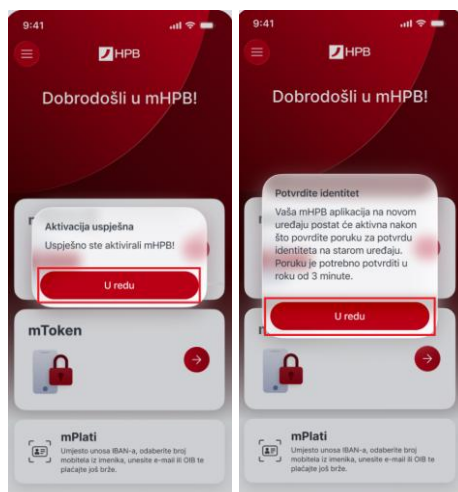 9:41
HPB
Dobrodošli u mHPB!
Aktivacija uspješna
Uspješno ste aktivirali mHPB!
U redu
mToken
mPlati
Umjesto unosa IBAN-a, odaberite broj
mobitela iz imenika, unesite e-mail ili OIB te
plaćajte još brže.
9:41
HPB
Dobrodošli u mHPB!
Potvrdite identitet
Vaša mHPB aplikacija na novom
uređaju postat će aktivna nakon
što povrdite poruku za potvrdu
identiteta na starom uređaju.
Poruku je potrebno potvrditi u
roku od 3 minute.
U redu
mPlati
Umjesto unosa IBAN-a, odaberite broj
mobitela iz imenika, unesite e-mail ili OIB te
plaćajte još brže.